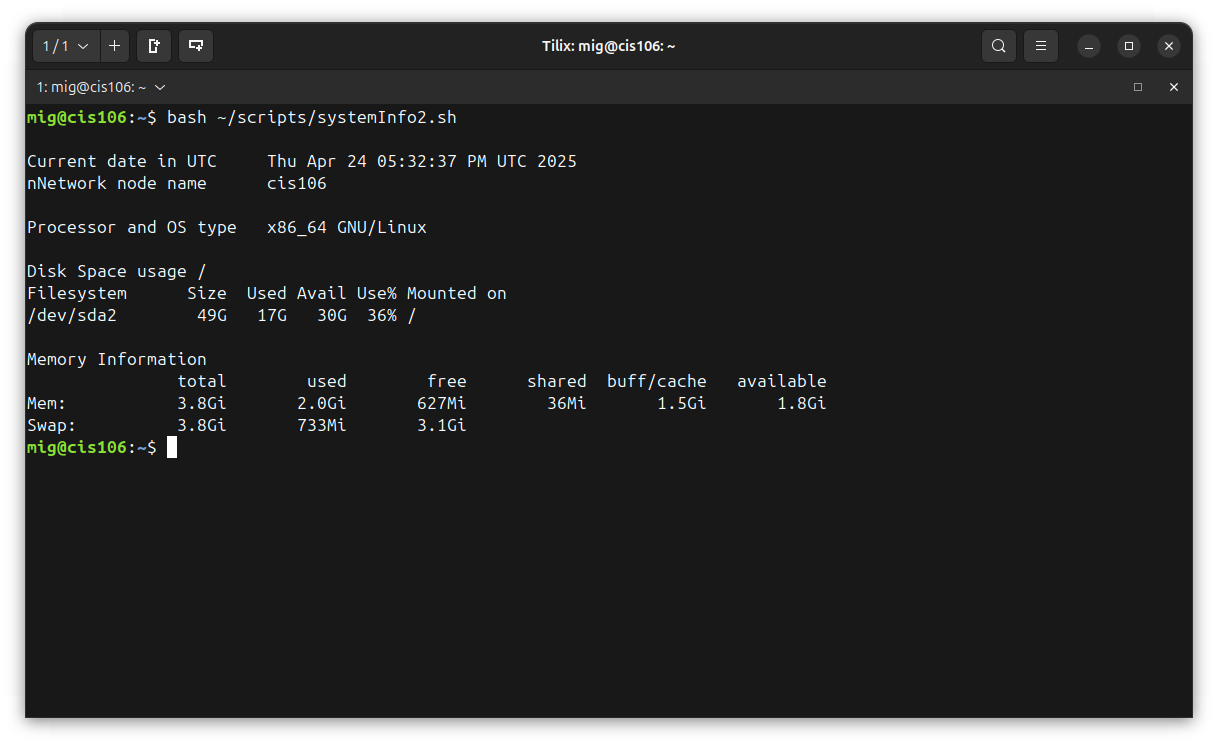 1 / 1
Tilix: mig@cis106: ~
1: mig@cis106: ~
mig@cis106:~$ bash ~/scripts/systemInfo2.sh
Current date in UTC     Thu Apr 24 05:32:37 PM UTC 2025
nNetwork node name      cis106
Processor and OS type   x86_64 GNU/Linux
Disk Space usage /
Filesystem      Size  Used Avail Use% Mounted on
/dev/sda2        49G   17G   30G  36% /
Memory Information
               total        used        free      shared  buff/cache   available
Mem:           3.8Gi       2.0Gi       627Mi        36Mi       1.5Gi       1.8Gi
Swap:          3.8Gi       733Mi       3.1Gi
mig@cis106:~$